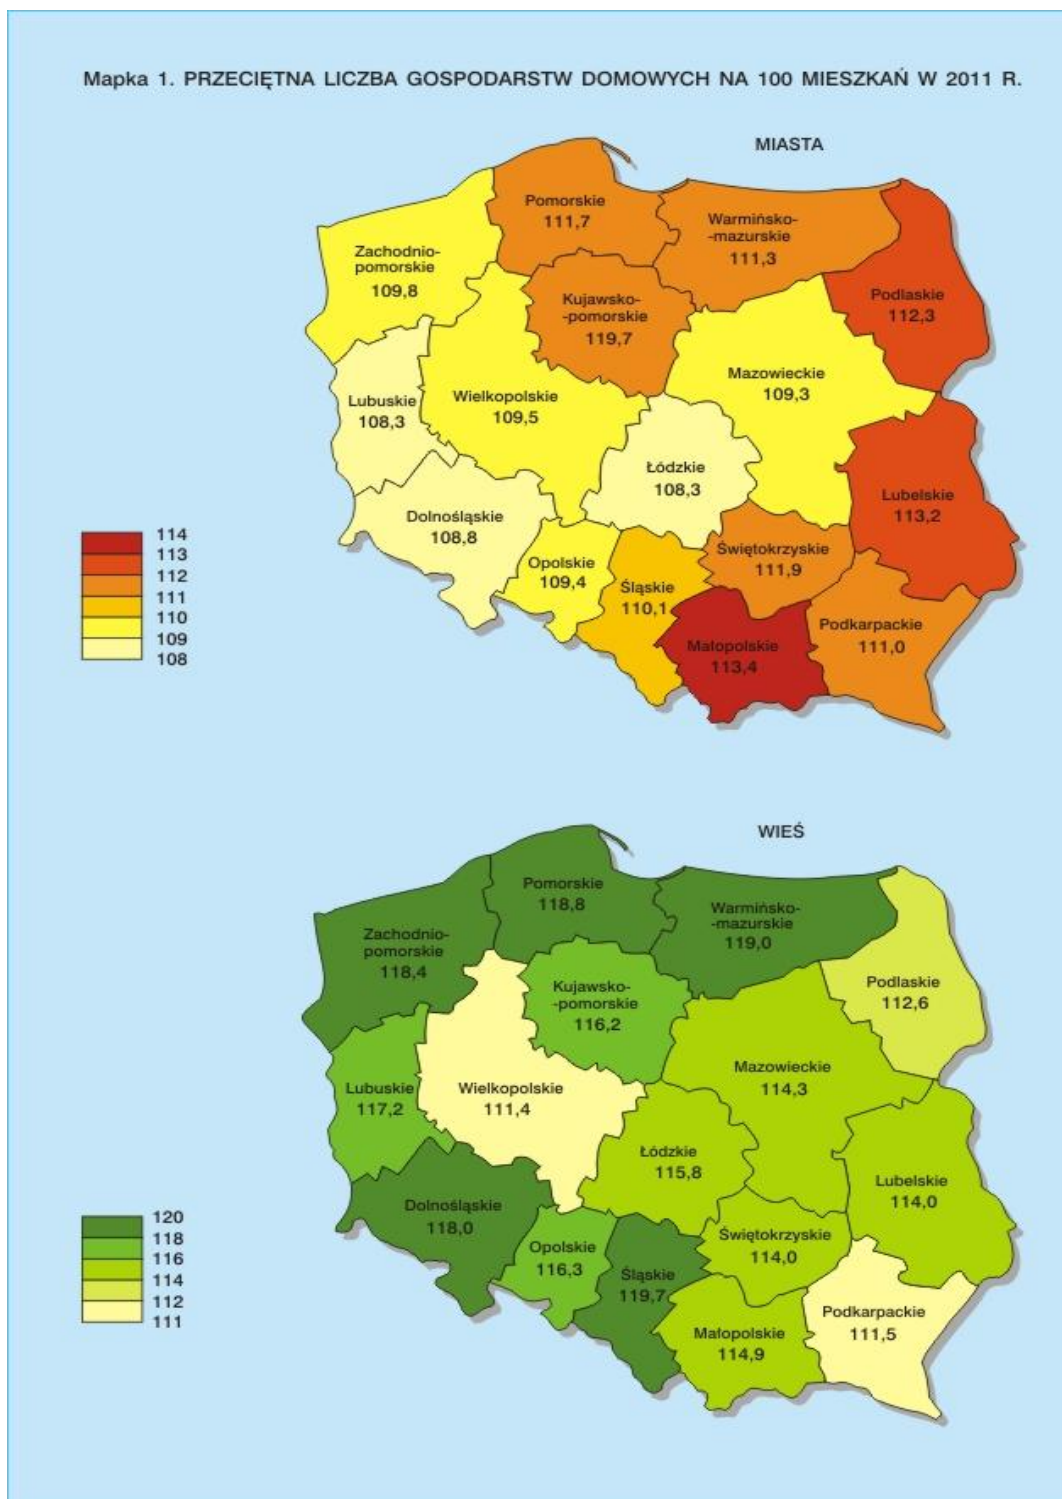 Mapka 1. PRZECIĘTNA LICZBA GOSPODARSTW DOMOWYCH NA 100 MIESZKAŃ W 2011 R.
MIASTA
Pomorskie
111,7
Warmińsko-
-mazurskie
111,3
Zachodnio-
pomorskie
109,8
Kujawsko-
-pomorskie
119,7
Podlaskie
112,3
Mazowieckie
109,3
Lubuskie
108,3
Wielkopolskie
109,5
Łódzkie
108,3
Lubelskie
113,2
Dolnośląskie
108,8
Opolskie
109,4
Śląskie
110,1
Świętokrzyskie
111,9
Małopolskie
113,4
Podkarpackie
111,0
114
113
112
111
110
109
108
WIEŚ
Pomorskie
118,8
Warmińsko-
-mazurskie
119,0
Zachodnio-
pomorskie
118,4
Kujawsko-
-pomorskie
116,2
Podlaskie
112,6
Mazowieckie
114,3
Lubuskie
117,2
Wielkopolskie
111,4
Łódzkie
115,8
Lubelskie
114,0
Dolnośląskie
118,0
Opolskie
116,3
Śląskie
119,7
Świętokrzyskie
114,0
Małopolskie
114,9
Podkarpackie
111,5
120
118
116
114
112
111